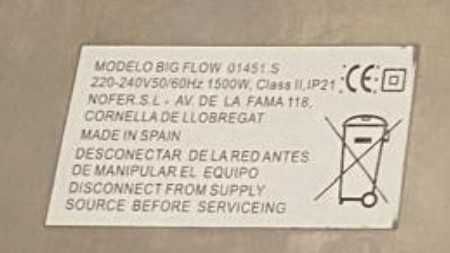 MODELO BIG FLOW 01451.S
220-240V50/60Hz 1500W, Class II, IP21 CE
NOFER.S.L - AV. DE LA FAMA 118,
CORNELLA DE LLOBREGAT
MADE IN SPAIN
DESCONECTAR DE LA RED ANTES
DE MANIPULAR EL EQUIPO
DISCONNECT FROM SUPPLY
SOURCE BEFORE SERVICEING